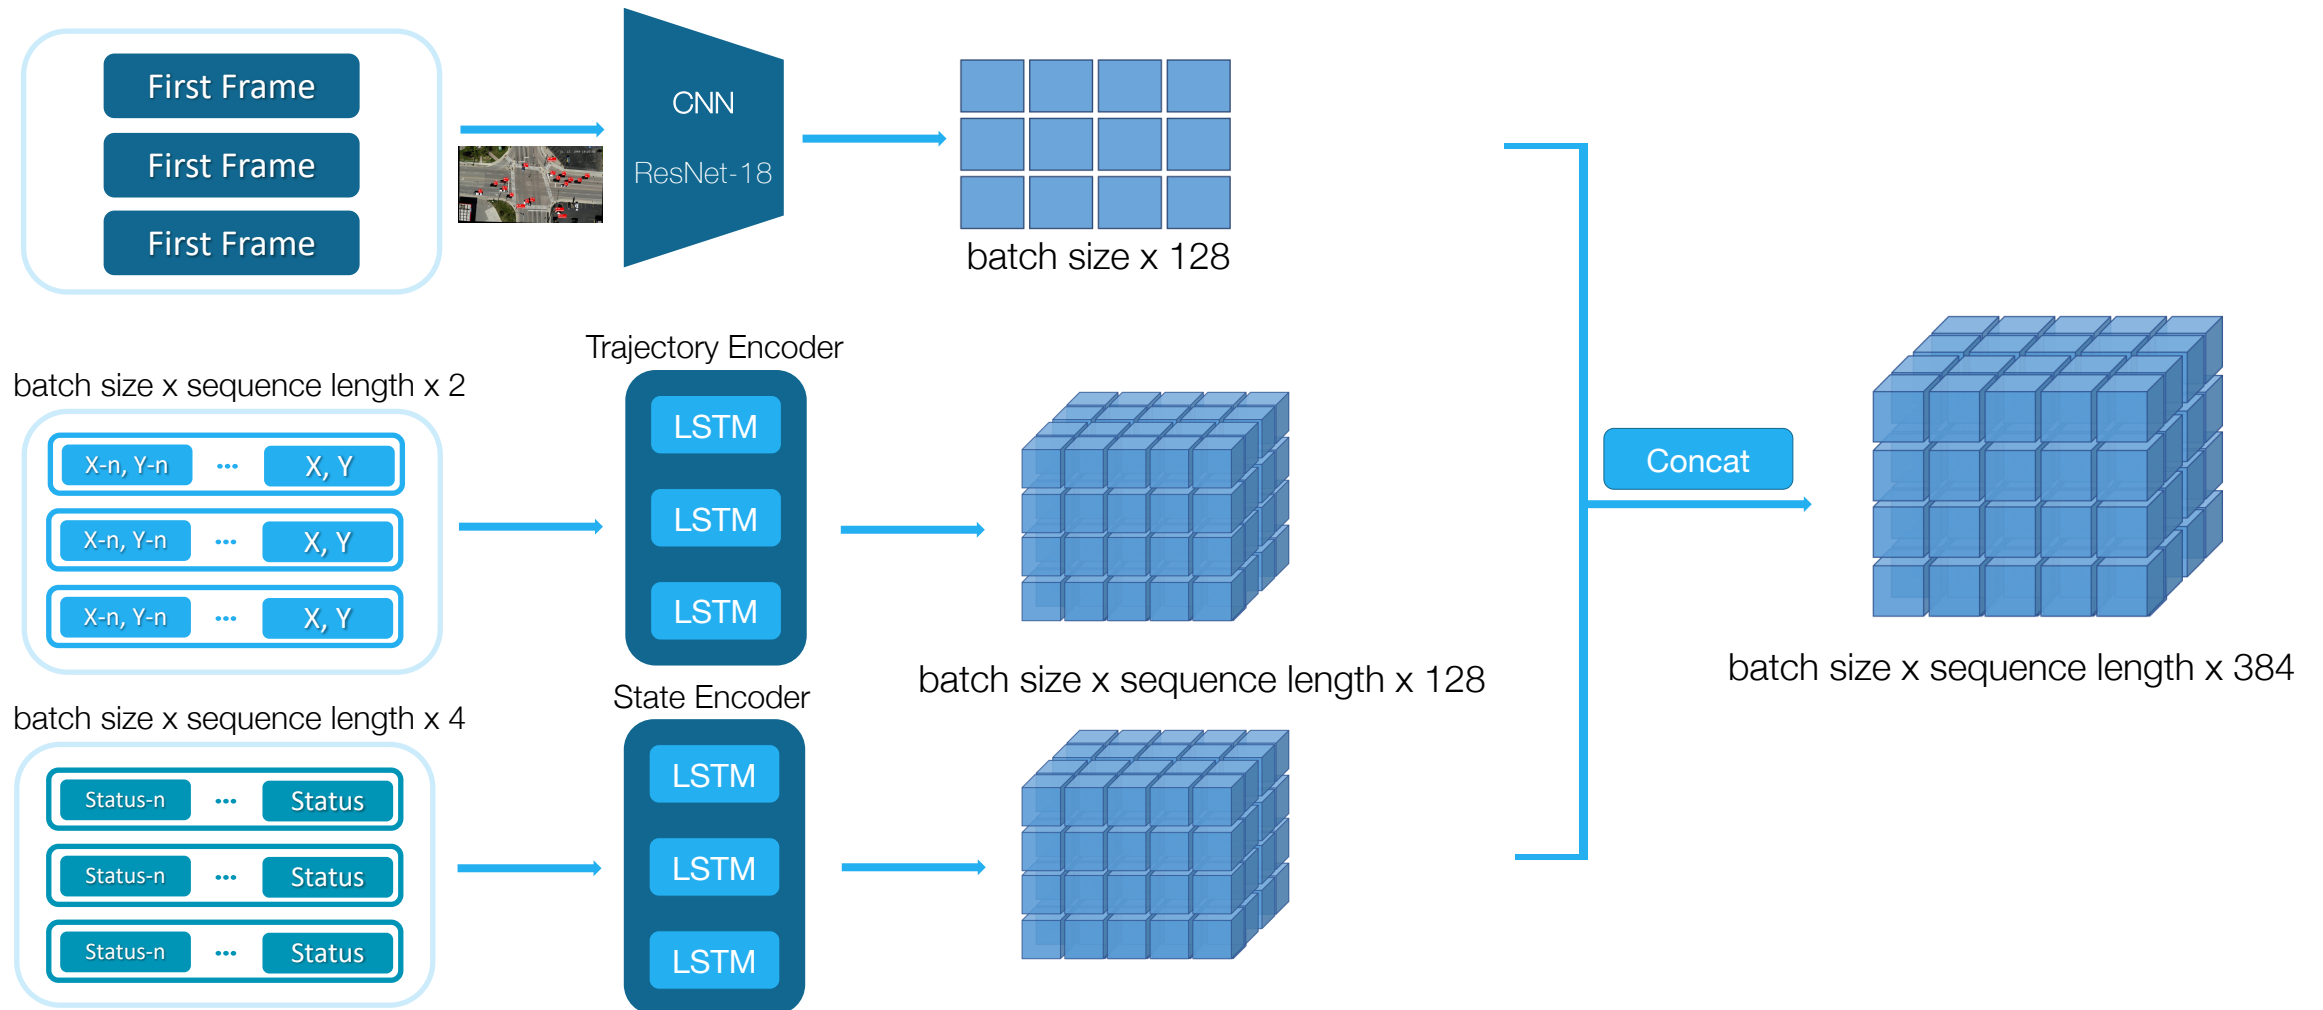 First Frame
First Frame
First Frame
CNN
ResNet-18
batch size x 128
batch size x sequence length x 2
X-n, Y-n ... X, Y
X-n, Y-n ... X, Y
X-n, Y-n ... X, Y
Trajectory Encoder
LSTM
LSTM
LSTM
batch size x sequence length x 128
batch size x sequence length x 4
Status-n ... Status
Status-n ... Status
Status-n ... Status
State Encoder
LSTM
LSTM
LSTM
Concat
batch size x sequence length x 384